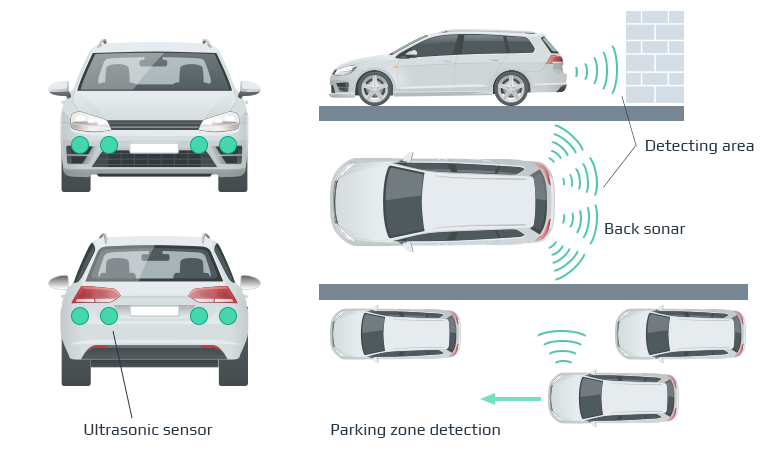 Detecting area
Back sonar
Ultrasonic sensor
Parking zone detection